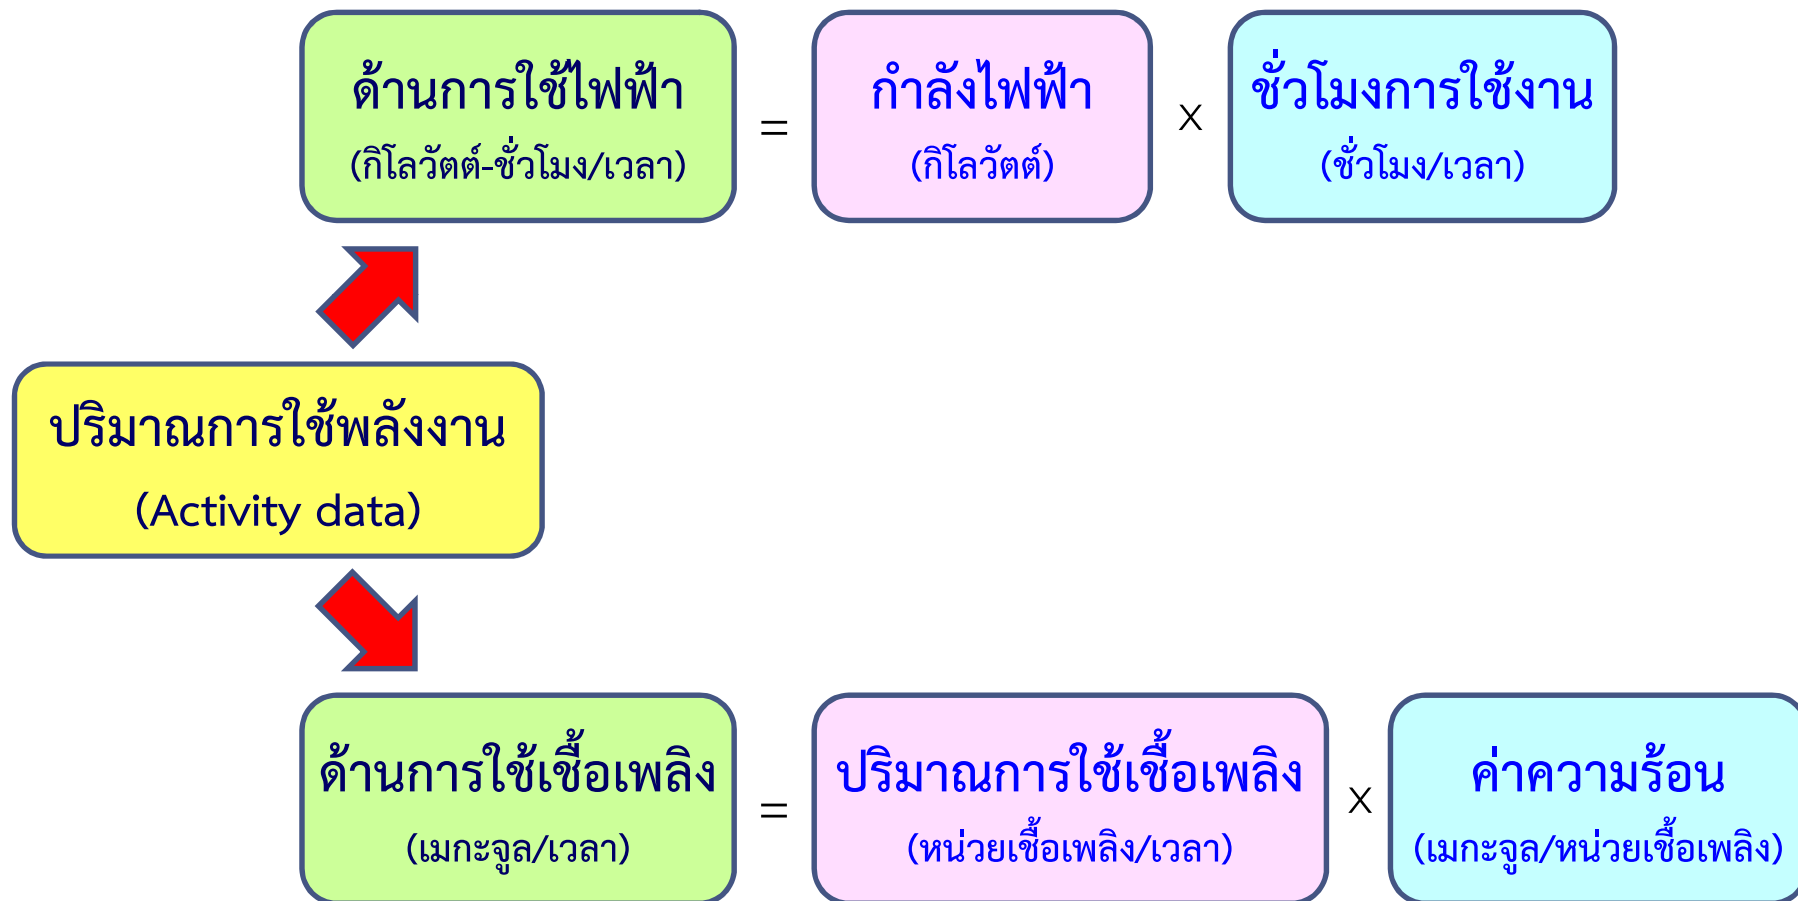 ด้านการใช้ไฟฟ้า
(กิโลวัตต์-ชั่วโมง/เวลา)
=
กำลังไฟฟ้า
(กิโลวัตต์)
x
ชั่วโมงการใช้งาน
(ชั่วโมง/เวลา)
ปริมาณการใช้พลังงาน
(Activity data)
ด้านการใช้เชื้อเพลิง
(เมกะจูล/เวลา)
=
ปริมาณการใช้เชื้อเพลิง
(หน่วยเชื้อเพลิง/เวลา)
x
ค่าความร้อน
(เมกะจูล/หน่วยเชื้อเพลิง)